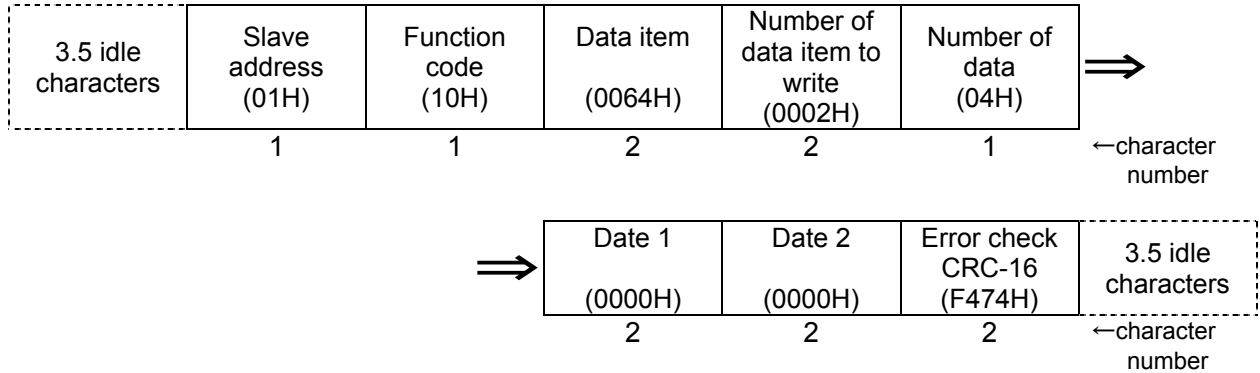 3.5 idle
characters
Slave
address
(01H)
Function
code
(10H)
Data item
(0064H)
Number of
data item to
write
(0002H)
Number of
data
(04H)
⇒
1
1
2
2
1
←character
number
⇒
Date 1
(0000H)
Date 2
(0000H)
Error check
CRC-16
(F474H)
3.5 idle
characters
2
2
2
←character
number